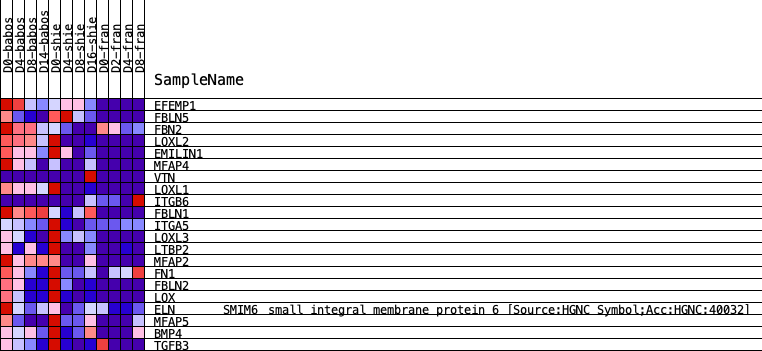 D0-babos
D4-babos
D8-babos
D14-babos
D0-shie
D4-shie
D8-shie
D16-shie
D0-fran
D2-fran
D4-fran
D8-fran
SampleName
EFEMP1
FBLN5
FBN2
LOXL2
EMILIN1
MFAP4
VTN
LOXL1
ITGB6
FBLN1
ITGA5
LOXL3
LTBP2
MFAP2
FN1
FBLN2
LOX
ELN SMIM6 small integral membrane protein 6 [Source:HGNC Symbol;Acc:HGNC:40032]
MFAP5
BMP4
TGFB3